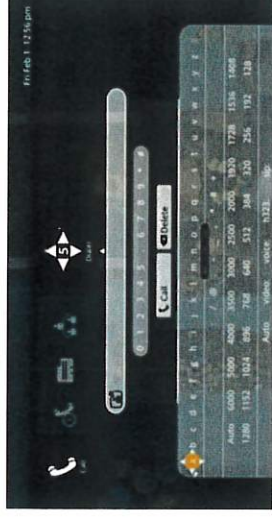 Fri Feb 1 12:56 pm
Call
5
Dialer
0 1 2 3 4 5 6 7 8 9 * #
Call
Delete
b c d e f g h i j k l m n o p q r s t u v w x y z
/ @ - . * # +
Auto 6000 5000 4000 3500 3000 2500 2000 1920 1728 1536 1408
1280 1152 1024 896 768 640 512 384 320 256 192 128
Auto video voice h323 sip